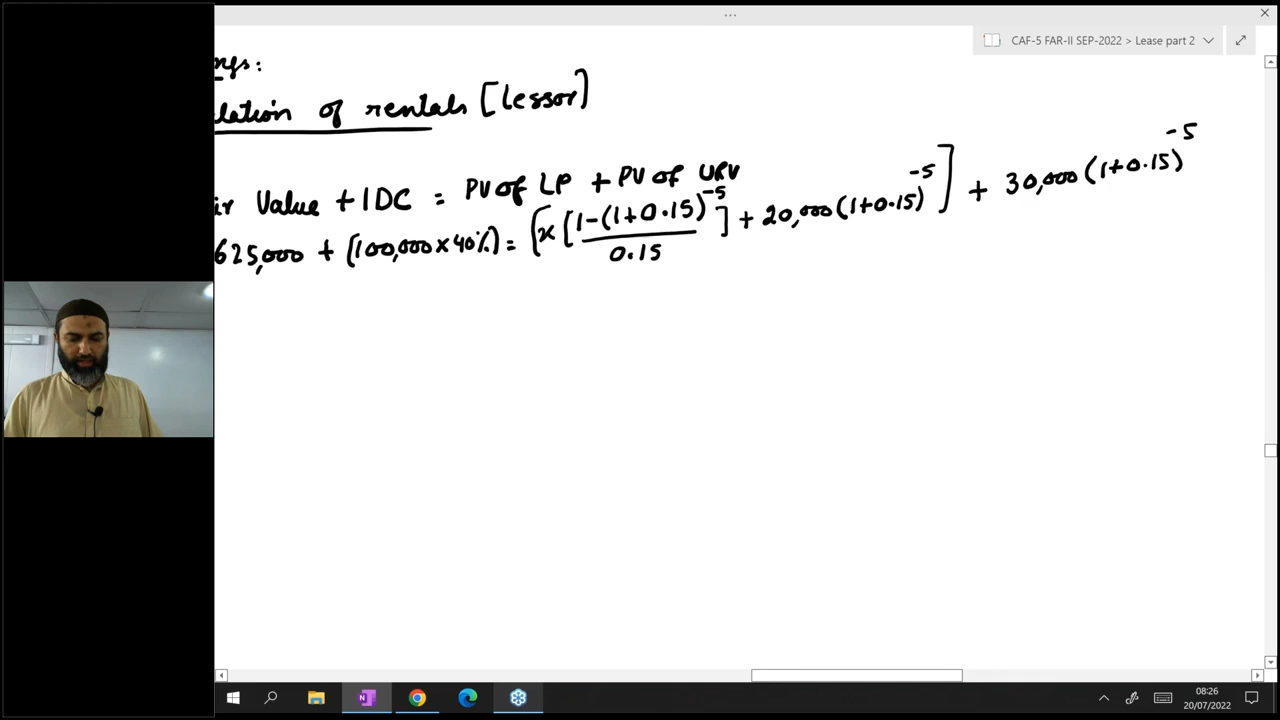 CAF-5 FAR-II SEP-2022 > Lease part 2
ngs:
lation of rentals [Lessor]
ir Value + IDC = PV of LP + PV of URV
625,000 + [100,000 x 40%] = [x [1-(1+0.15)^-5 / 0.15] + 20,000 (1+0.15)^-5] + 30,000 (1+0.15)^-5
08:26
20/07/2022